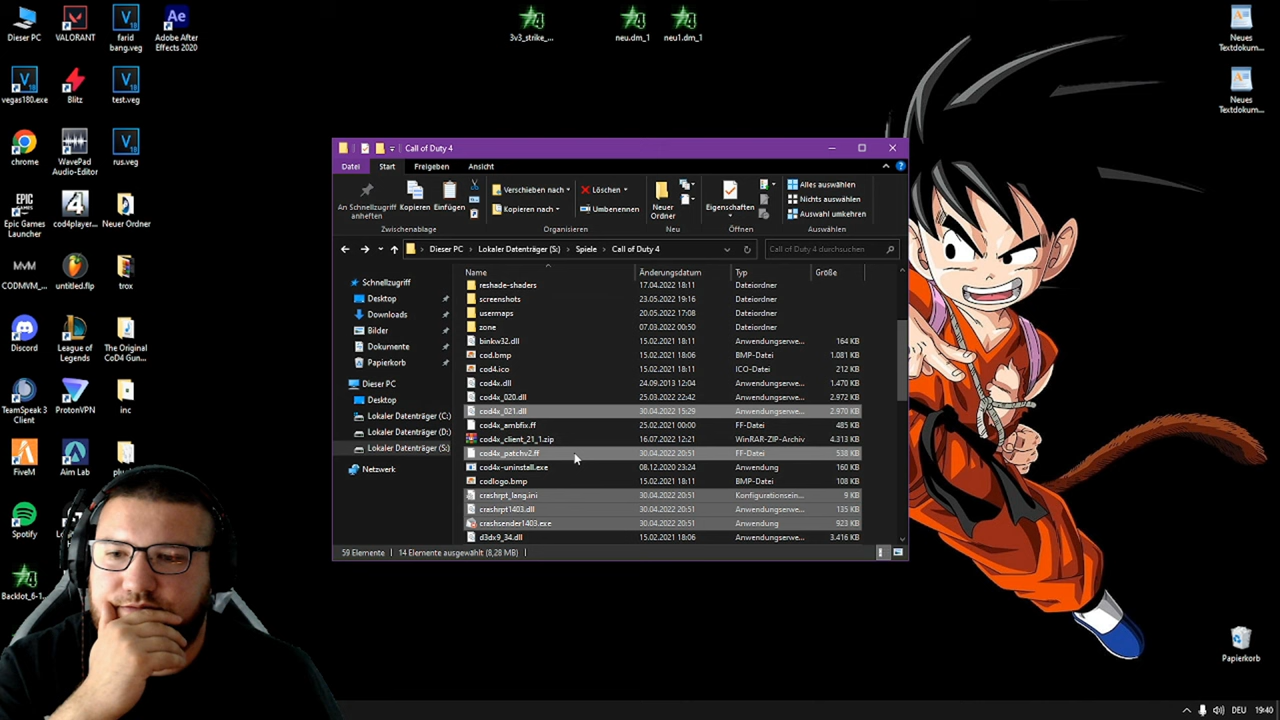 Dieser PC
VALORANT
farid bang.veg
Adobe After Effects 2020
3v3_strike_...
neu.dm_1
neu1.dm_1
Neues Textdokum...
vegas180.exe
Blitz
test.veg
Neues Textdokum...
chrome
WavePad Audio-Editor
rus.veg
Epic Games Launcher
cod4player...
Neuer Ordner
CODMVM_...
untitled.flp
trox
Discord
League of Legends
The Original CoD4 Gun...
TeamSpeak 3 Client
ProtonVPN
inc
FiveM
Aim Lab
Spotify
Backlot_6-1...
Papierkorb
Call of Duty 4
Datei
Start
Freigeben
Ansicht
An Schnellzugriff anheften
Kopieren
Einfügen
Zwischenablage
Verschieben nach
Kopieren nach
Löschen
Umbenennen
Organisieren
Neuer Ordner
Neu
Eigenschaften
Öffnen
Alles auswählen
Nichts auswählen
Auswahl umkehren
Auswählen
Dieser PC > Lokaler Datenträger (S:) > Spiele > Call of Duty 4
Call of Duty 4 durchsuchen
Schnellzugriff
Desktop
Downloads
Bilder
Dokumente
Papierkorb
Dieser PC
Desktop
Lokaler Datenträger (C:)
Lokaler Datenträger (D:)
Lokaler Datenträger (S:)
Netzwerk
Name Änderungsdatum Typ Größe
reshade-shaders 17.04.2022 18:11 Dateiordner
screenshots 23.05.2022 19:16 Dateiordner
usermaps 20.05.2022 17:08 Dateiordner
zone 07.03.2022 00:50 Dateiordner
binkw32.dll 15.02.2021 18:11 Anwendungserwe... 164 KB
cod.bmp 15.02.2021 18:06 BMP-Datei 1.081 KB
cod4.ico 15.02.2021 18:11 ICO-Datei 212 KB
cod4x.dll 24.09.2013 12:04 Anwendungserwe... 1.470 KB
cod4x_020.dll 25.03.2022 22:42 Anwendungserwe... 2.972 KB
cod4x_021.dll 30.04.2022 15:29 Anwendungserwe... 2.970 KB
cod4x_ambfix.ff 25.02.2021 00:00 FF-Datei 485 KB
cod4x_client_21_1.zip 16.07.2022 12:21 WinRAR-ZIP-Archiv 4.313 KB
cod4x_patchv2.ff 30.04.2022 20:51 FF-Datei 538 KB
cod4x-uninstall.exe 08.12.2020 23:24 Anwendung 160 KB
codlogo.bmp 15.02.2021 18:11 BMP-Datei 108 KB
crashrpt_lang.ini 30.04.2022 20:51 Konfigurationsein... 9 KB
crashrpt1403.dll 30.04.2022 20:51 Anwendungserwe... 135 KB
crashsender1403.exe 30.04.2022 20:51 Anwendung 923 KB
d3dx9_34.dll 15.02.2021 18:06 Anwendungserwe... 3.416 KB
59 Elemente
14 Elemente ausgewählt (8,28 MB)
DEU
19:40